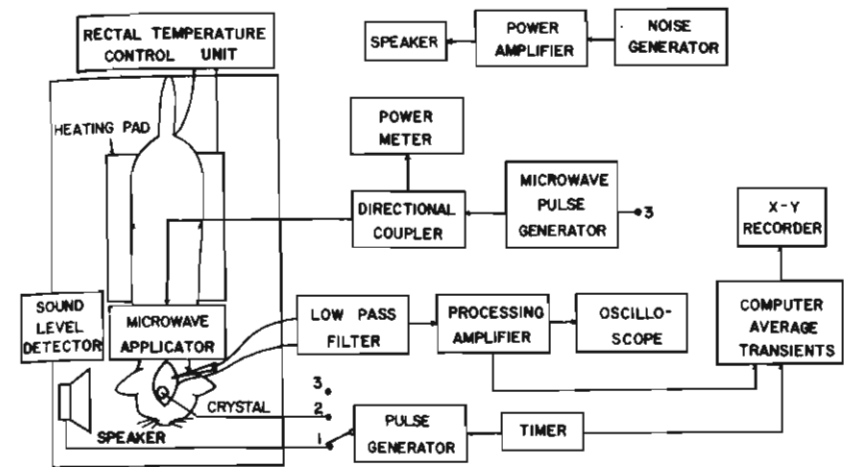 RECTAL TEMPERATURE
CONTROL UNIT
SPEAKER
POWER
AMPLIFIER
NOISE
GENERATOR
HEATING PAD
POWER
METER
DIRECTIONAL
COUPLER
MICROWAVE
PULSE
GENERATOR
3
X-Y
RECORDER
SOUND
LEVEL
DETECTOR
MICROWAVE
APPLICATOR
LOW PASS
FILTER
PROCESSING
AMPLIFIER
OSCILLO-
SCOPE
COMPUTER
AVERAGE
TRANSIENTS
3
CRYSTAL
2
SPEAKER
1
PULSE
GENERATOR
TIMER